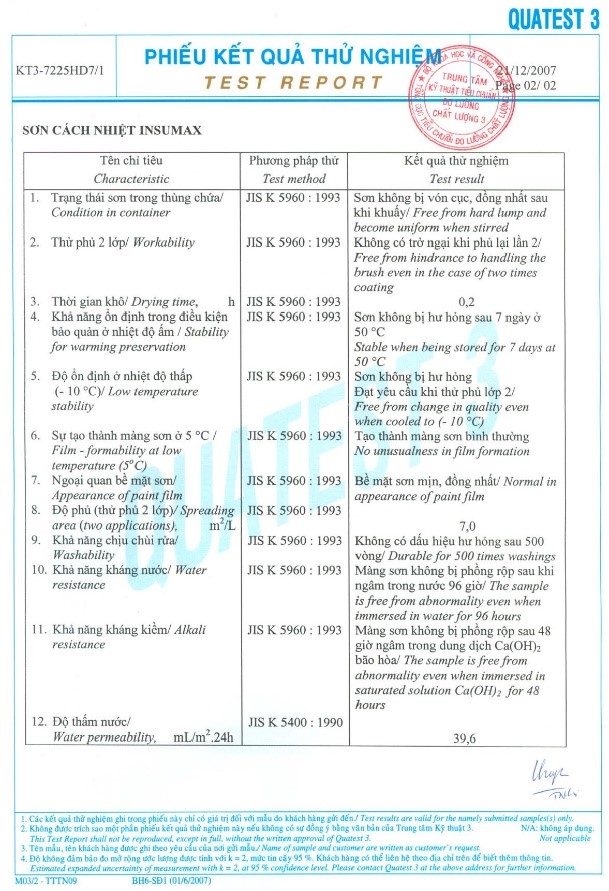 QUATEST 3
KT3-7225HD7/1
PHIẾU KẾT QUẢ THỬ NGHIỆM
TEST REPORT
01/12/2007
Page 02/ 02
BỘ KHOA HỌC VÀ CÔNG NGHỆ
TỔNG CỤC TIÊU CHUẨN ĐO LƯỜNG CHẤT LƯỢNG
TRUNG TÂM
KỸ THUẬT TIÊU CHUẨN
ĐO LƯỜNG
CHẤT LƯỢNG 3
SƠN CÁCH NHIỆT INSUMAX
Tên chỉ tiêu Phương pháp thử Kết quả thử nghiệm
Characteristic Test method Test result
1. Trạng thái sơn trong thùng chứa/ JIS K 5960 : 1993 Sơn không bị vón cục, đồng nhất sau
Condition in container khi khuấy/ Free from hard lump and
become uniform when stirred
2. Thử phủ 2 lớp/ Workability JIS K 5960 : 1993 Không có trở ngại khi phủ lại lần 2/
Free from hindrance to handling the
brush even in the case of two times
coating
3. Thời gian khô/ Drying time, h JIS K 5960 : 1993 0,2
4. Khả năng ổn định trong điều kiện JIS K 5960 : 1993 Sơn không bị hư hỏng sau 7 ngày ở
bảo quản ở nhiệt độ ấm / Stability 50 °C
for warming preservation Stable when being stored for 7 days at
50 °C
5. Độ ổn định ở nhiệt độ thấp JIS K 5960 : 1993 Sơn không bị hư hỏng
(- 10 °C)/ Low temperature Đạt yêu cầu khi thử phủ lớp 2/
stability Free from change in quality even
when cooled to (- 10 °C)
6. Sự tạo thành màng sơn ở 5 °C / JIS K 5960 : 1993 Tạo thành màng sơn bình thường
Film - formability at low No unusualness in film formation
temperature (5°C)
7. Ngoại quan bề mặt sơn/ JIS K 5960 : 1993 Bề mặt sơn mịn, đồng nhất/ Normal in
Appearance of paint film appearance of paint film
8. Độ phủ (thử phủ 2 lớp)/ Spreading JIS K 5960 : 1993
area (two applications), m²/L 7,0
9. Khả năng chịu chùi rửa/ JIS K 5960 : 1993 Không có dấu hiệu hư hỏng sau 500
Washability vòng/ Durable for 500 times washings
10. Khả năng kháng nước/ Water JIS K 5960 : 1993 Màng sơn không bị phồng rộp sau khi
resistance ngâm trong nước 96 giờ/ The sample
is free from abnormality even when
immersed in water for 96 hours
11. Khả năng kháng kiềm/ Alkali JIS K 5960 : 1993 Màng sơn không bị phồng rộp sau 48
resistance giờ ngâm trong dung dịch Ca(OH)₂
bão hòa/ The sample is free from
abnormality even when immersed in
saturated solution Ca(OH)₂ for 48
hours
12. Độ thấm nước/ JIS K 5400 : 1990
Water permeability, mL/m².24h 39,6
QUATEST 3
1. Các kết quả thử nghiệm ghi trong phiếu này chỉ có giá trị đối với mẫu do khách hàng gửi đến./ Test results are valid for the namely submitted samples(s) only.
2. Không được trích sao một phần phiếu kết quả thử nghiệm này nếu không có sự đồng ý bằng văn bản của Trung tâm Kỹ thuật 3. N/A: không áp dụng
This Test Report shall not be reproduced, except in full, without the written approval of Quatest 3. Not applicable
3. Tên mẫu, tên khách hàng được ghi theo yêu cầu của nơi gửi mẫu./ Name of sample and customer are written as customer's request.
4. Độ không đảm bảo đo mở rộng ước lượng được tính với k = 2, mức tin cậy 95 %. Khách hàng có thể liên hệ theo địa chỉ trên để biết thêm thông tin.
Estimated expanded uncertainty of measurement with k = 2, at 95 % confidence level. Please contact Quatest 3 at the above address for further information.
M03/2 - TTTN09 BH6-SĐ1 (01/6/2007)